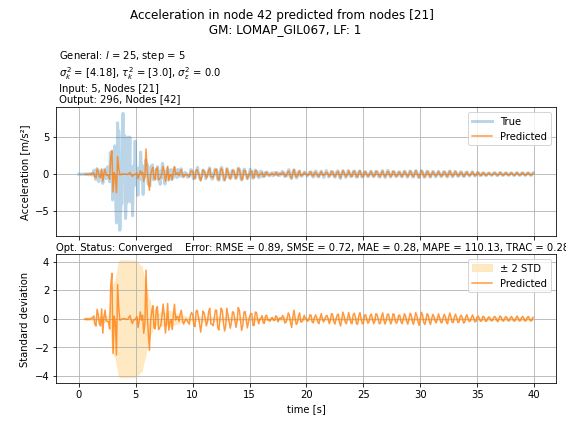 Acceleration in node 42 predicted from nodes [21]
GM: LOMAP_GIL067, LF: 1
General: l = 25, step = 5
σ²_k = [4.18], τ²_k = [3.0], σ²_ε = 0.0
Input: 5, Nodes [21]
Output: 296, Nodes [42]
True
Predicted
5
0
−5
Acceleration [m/s²]
Opt. Status: Converged Error: RMSE = 0.89, SMSE = 0.72, MAE = 0.28, MAPE = 110.13, TRAC = 0.28
± 2 STD
Predicted
4
2
0
−2
−4
Standard deviation
0 5 10 15 20 25 30 35 40
time [s]